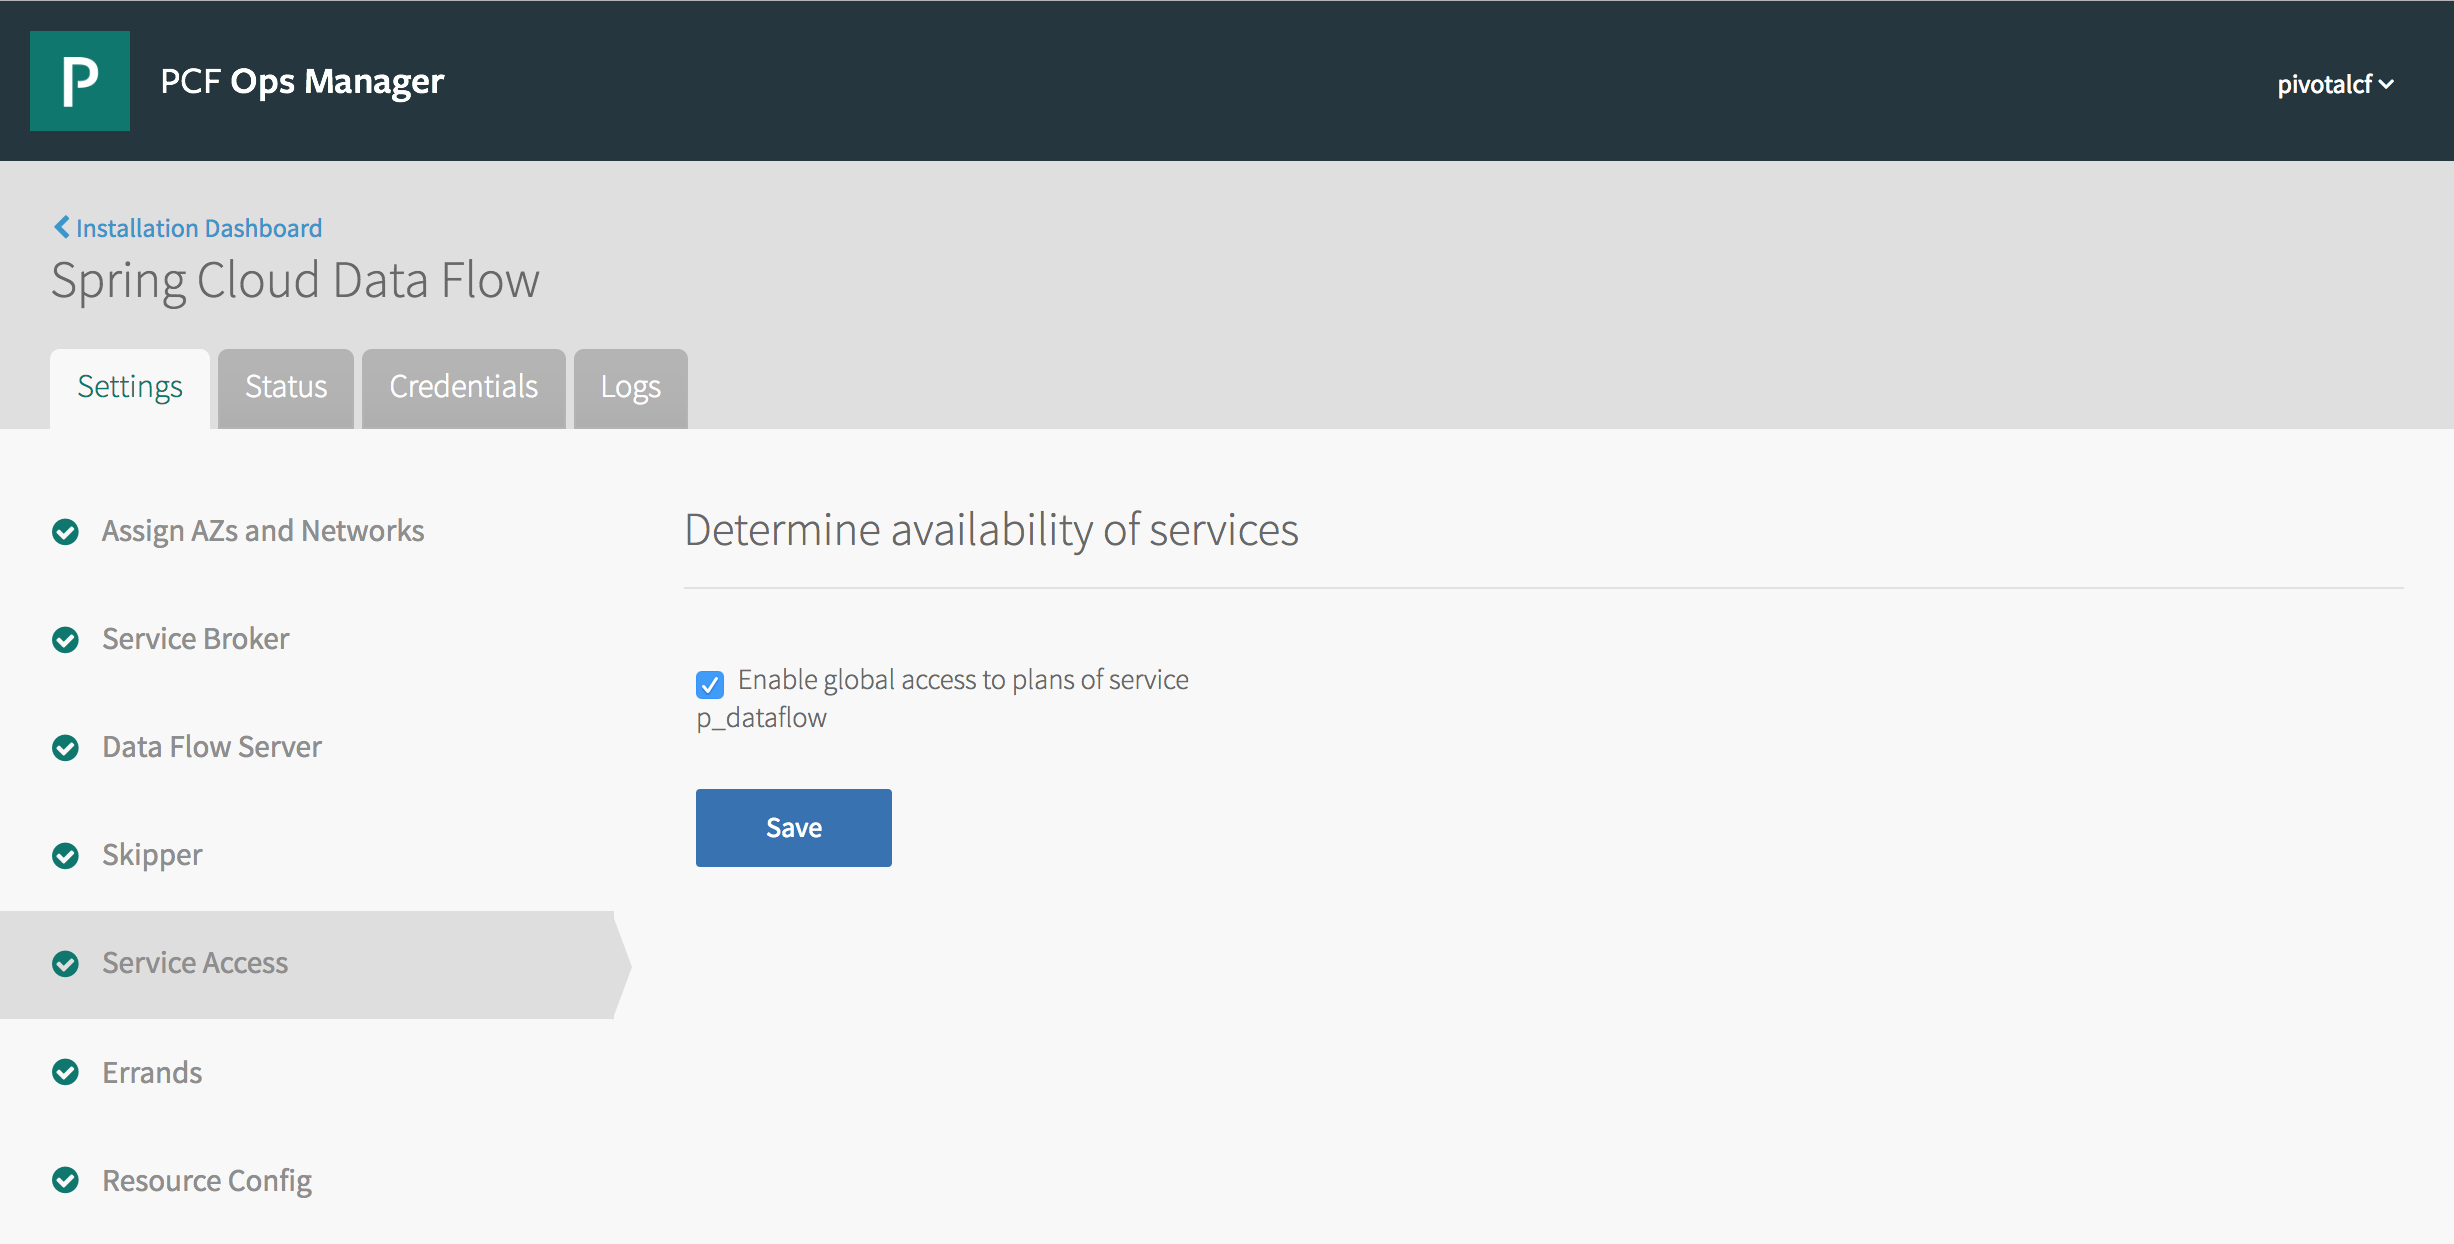 P
PCF Ops Manager
pivotalcf
Installation Dashboard
Spring Cloud Data Flow
Settings
Status
Credentials
Logs
Assign AZs and Networks
Service Broker
Data Flow Server
Skipper
Service Access
Errands
Resource Config
Determine availability of services
Enable global access to plans of service
p_dataflow
Save